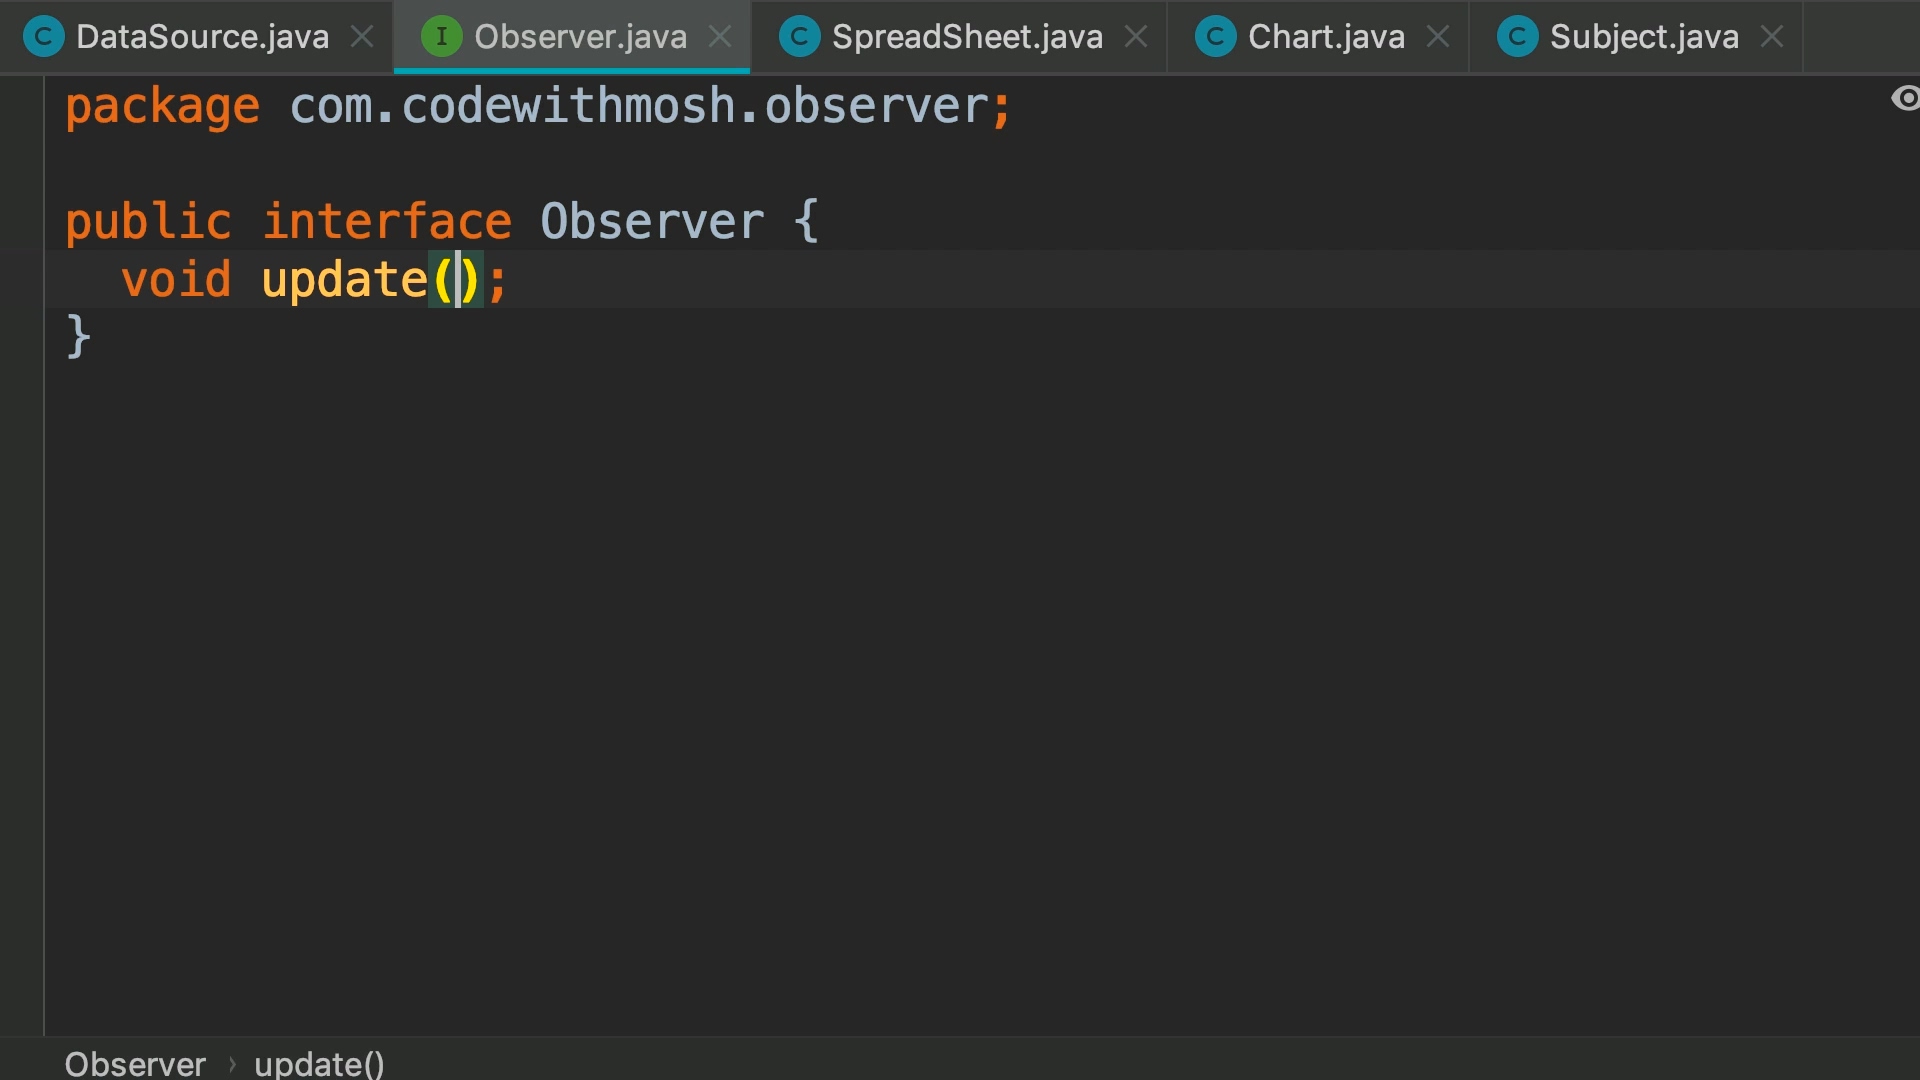 DataSource.java Observer.java SpreadSheet.java Chart.java Subject.java
package com.codewithmosh.observer;
public interface Observer {
void update();
}
Observer › update()